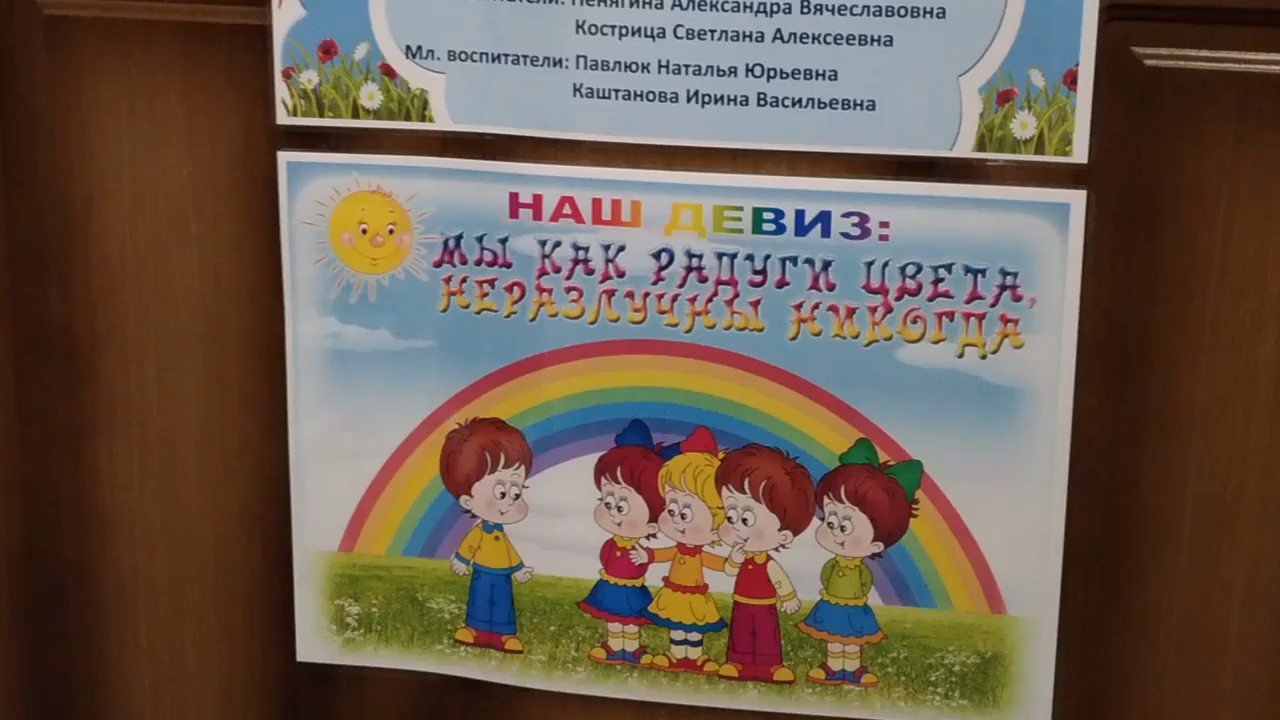 Пенягина Александра Вячеславовна
Кострица Светлана Алексеевна
Мл. воспитатели: Павлюк Наталья Юрьевна
Каштанова Ирина Васильевна
НАШ ДЕВИЗ:
МЫ КАК РАДУГИ ЦВЕТА,
НЕРАЗЛУЧНЫ НИКОГДА